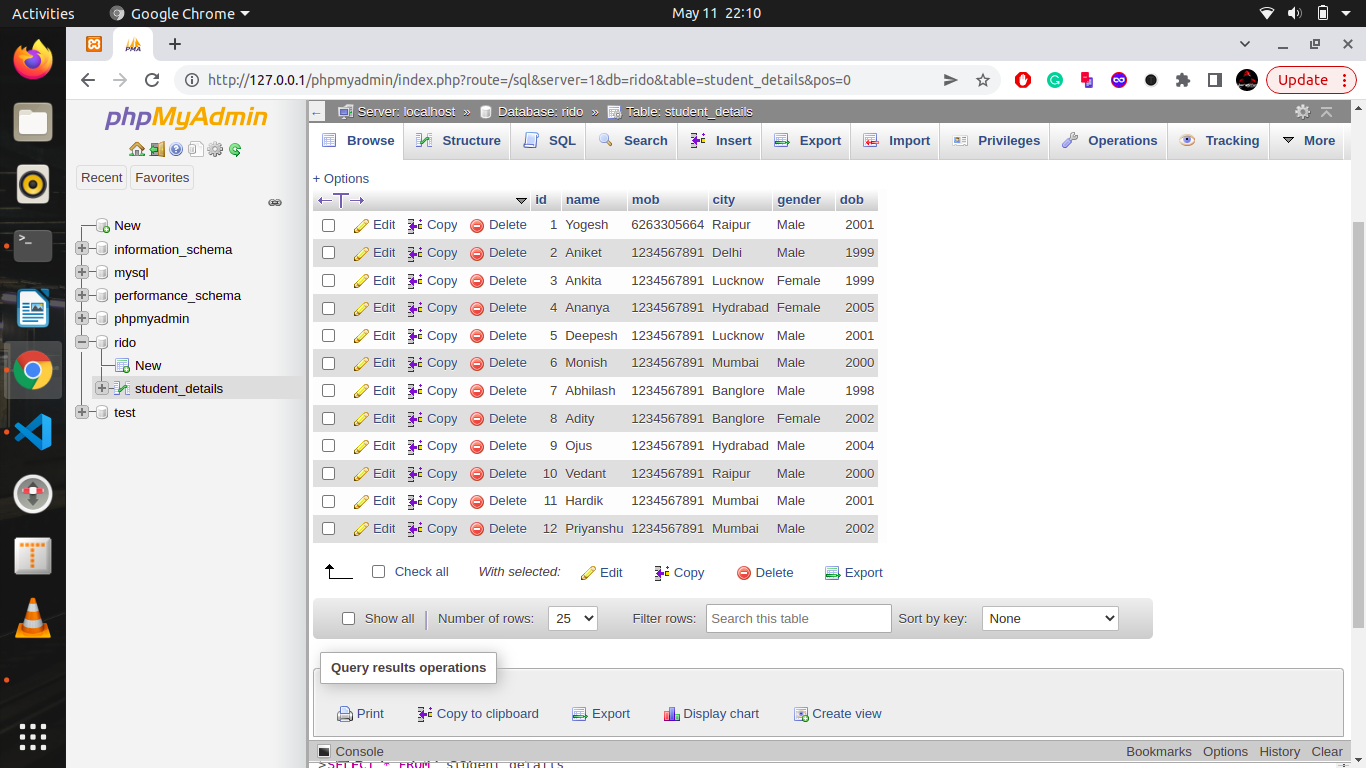 Activities Google Chrome May 11 22:10
PMA
http://127.0.0.1/phpmyadmin/index.php?route=/sql&server=1&db=rido&table=student_details&pos=0 Update
phpMyAdmin
Recent Favorites
New
information_schema
mysql
performance_schema
phpmyadmin
rido
New
student_details
test
Server: localhost » Database: rido » Table: student_details
Browse Structure SQL Search Insert Export Import Privileges Operations Tracking More
+ Options
id name mob city gender dob
Edit Copy Delete 1 Yogesh 6263305664 Raipur Male 2001
Edit Copy Delete 2 Aniket 1234567891 Delhi Male 1999
Edit Copy Delete 3 Ankita 1234567891 Lucknow Female 1999
Edit Copy Delete 4 Ananya 1234567891 Hydrabad Female 2005
Edit Copy Delete 5 Deepesh 1234567891 Lucknow Male 2001
Edit Copy Delete 6 Monish 1234567891 Mumbai Male 2000
Edit Copy Delete 7 Abhilash 1234567891 Banglore Male 1998
Edit Copy Delete 8 Adity 1234567891 Banglore Female 2002
Edit Copy Delete 9 Ojus 1234567891 Hydrabad Male 2004
Edit Copy Delete 10 Vedant 1234567891 Raipur Male 2000
Edit Copy Delete 11 Hardik 1234567891 Mumbai Male 2001
Edit Copy Delete 12 Priyanshu 1234567891 Mumbai Male 2002
Check all With selected: Edit Copy Delete Export
Show all Number of rows: 25 Filter rows: Search this table Sort by key: None
Query results operations
Print Copy to clipboard Export Display chart Create view
Console Bookmarks Options History Clear
>SELECT * FROM `student_details`